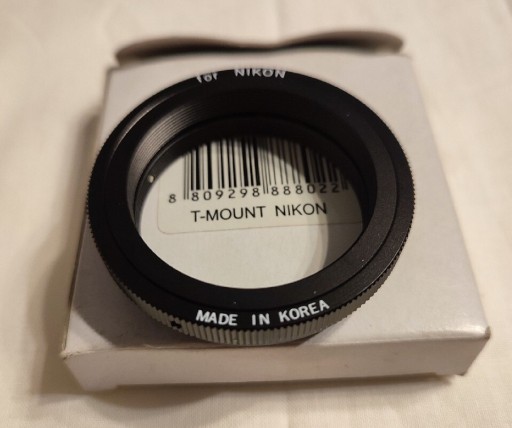 for NIKON
8 809298 888022
T-MOUNT NIKON
MADE IN KOREA